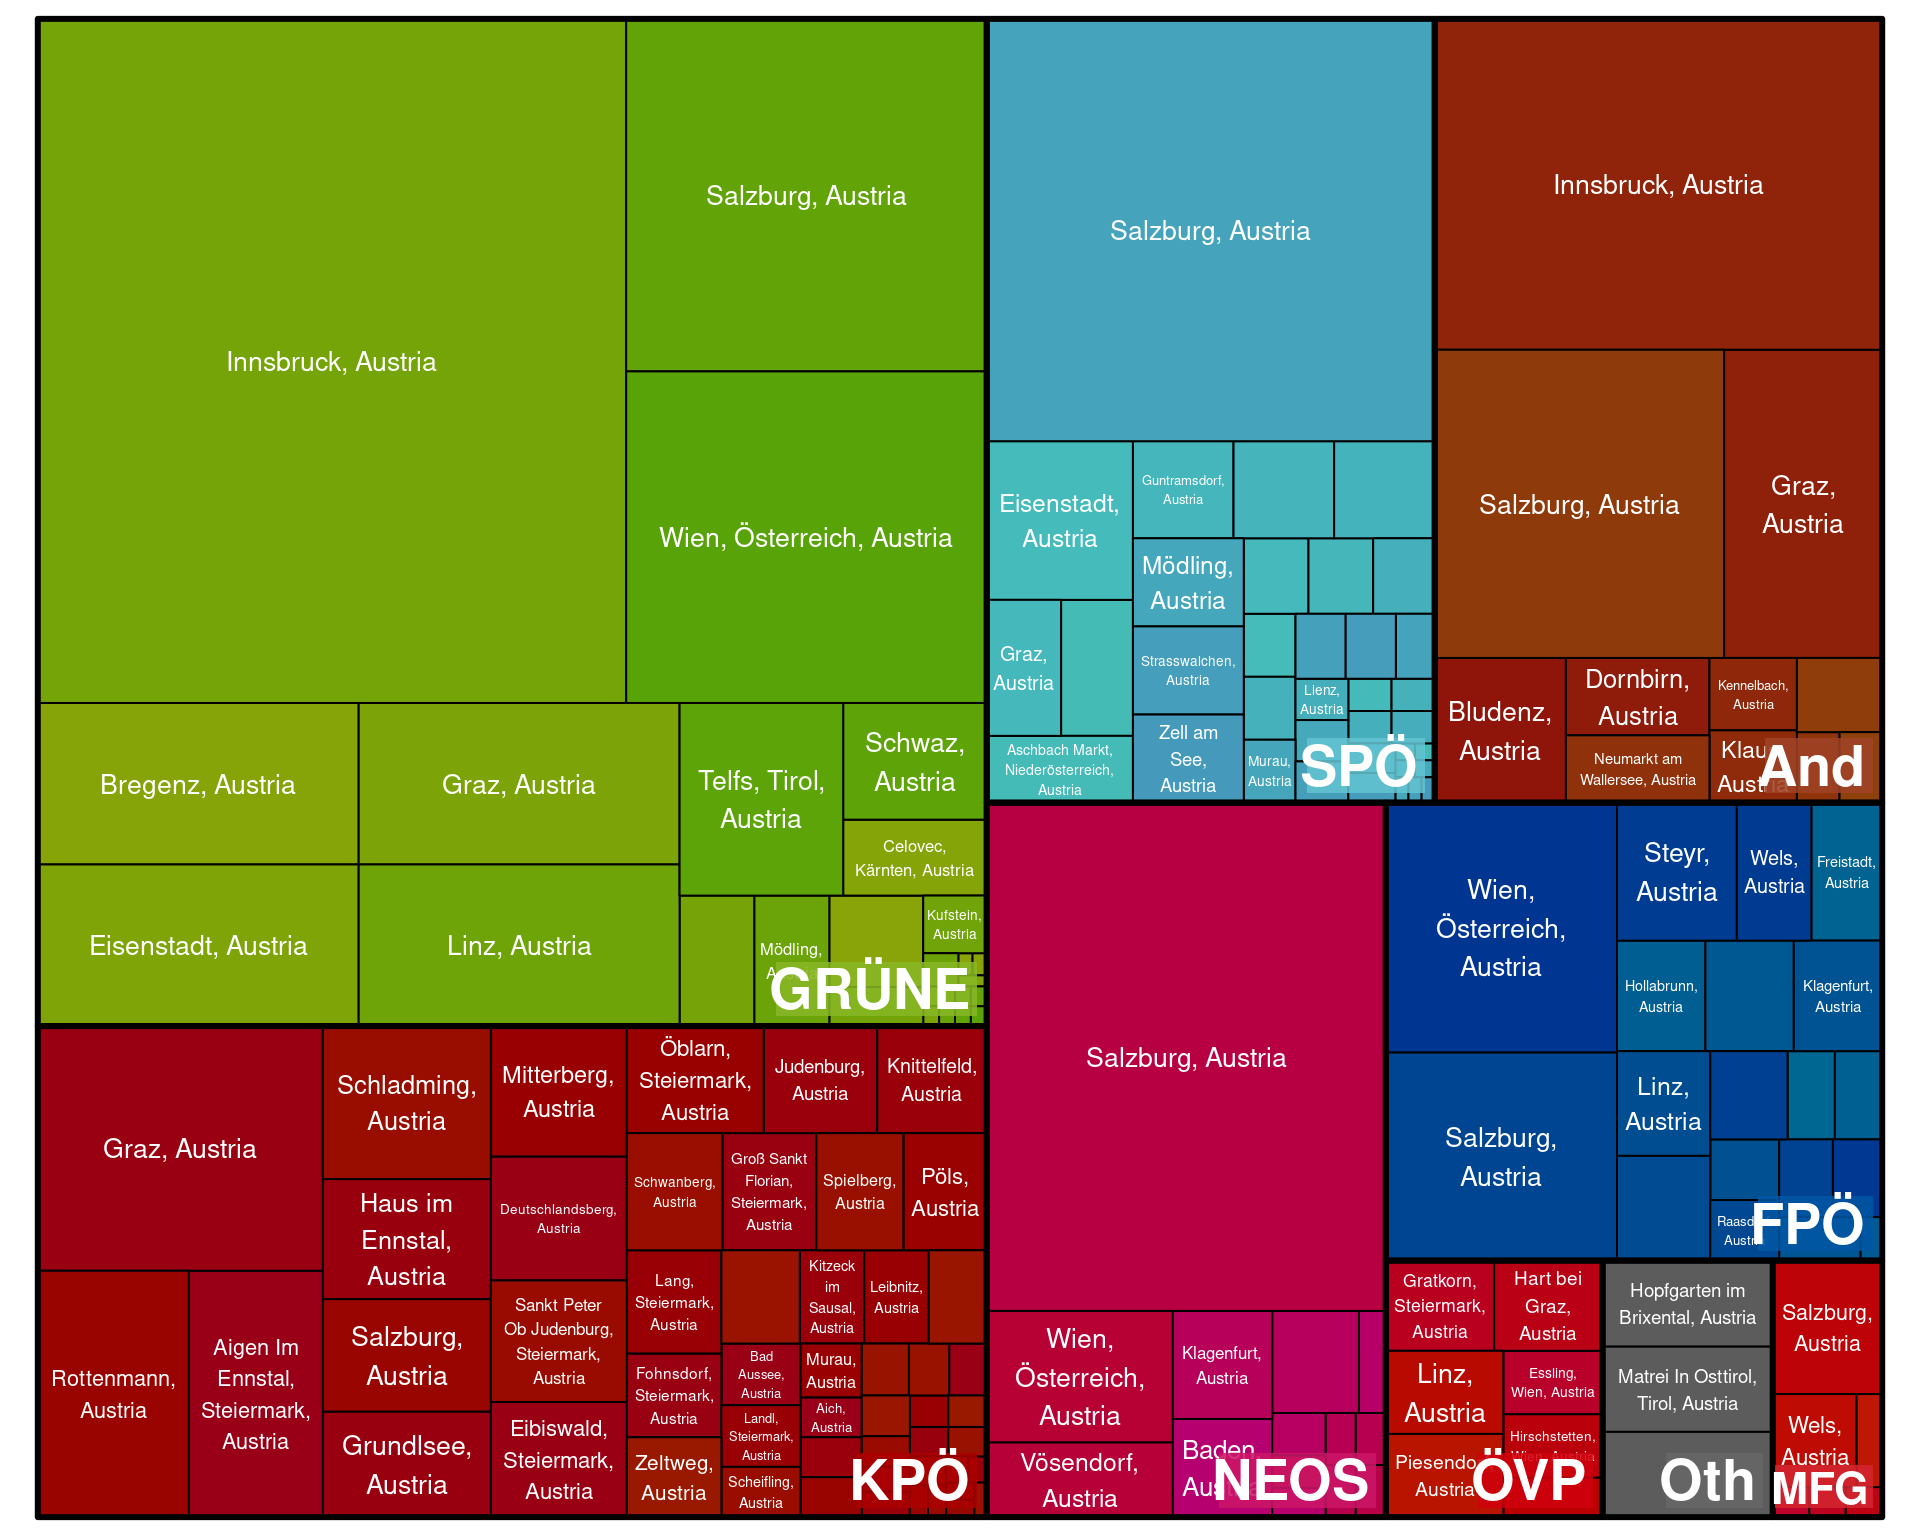 Innsbruck, Austria
Salzburg, Austria
Wien, Österreich, Austria
Bregenz, Austria
Graz, Austria
Eisenstadt, Austria
Linz, Austria
Telfs, Tirol,
Austria
Schwaz,
Austria
Celovec,
Kärnten, Austria
Mödling,
Kufstein,
Austria
GRÜNE
Salzburg, Austria
Eisenstadt,
Austria
Graz,
Austria
Aschbach Markt,
Niederösterreich,
Austria
Guntramsdorf,
Austria
Mödling,
Austria
Strasswalchen,
Austria
Zell am
See,
Austria
Murau,
Austria
Lienz,
Austria
SPÖ
Innsbruck, Austria
Salzburg, Austria
Graz,
Austria
Bludenz,
Austria
Dornbirn,
Austria
Neumarkt am
Wallersee, Austria
Kennelbach,
Austria
Klau
Aust
And
Graz, Austria
Rottenmann,
Austria
Aigen Im
Ennstal,
Steiermark,
Austria
Schladming,
Austria
Haus im
Ennstal,
Austria
Salzburg,
Austria
Grundlsee,
Austria
Mitterberg,
Austria
Deutschlandsberg,
Austria
Sankt Peter
Ob Judenburg,
Steiermark,
Austria
Eibiswald,
Steiermark,
Austria
Öblarn,
Steiermark,
Austria
Judenburg,
Austria
Knittelfeld,
Austria
Schwanberg,
Austria
Groß Sankt
Florian,
Steiermark,
Austria
Spielberg,
Austria
Pöls,
Austria
Lang,
Steiermark,
Austria
Fohnsdorf,
Steiermark,
Austria
Zeltweg,
Austria
Bad
Aussee,
Austria
Landl,
Steiermark,
Austria
Scheifling,
Austria
Kitzeck
im
Sausal,
Austria
Leibnitz,
Austria
Murau,
Austria
Aich,
Austria
KPÖ
Salzburg, Austria
Wien,
Österreich,
Austria
Vösendorf,
Austria
Klagenfurt,
Austria
Baden,
Aus
NEOS
Wien,
Österreich,
Austria
Salzburg,
Austria
Steyr,
Austria
Wels,
Austria
Freistadt,
Austria
Hollabrunn,
Austria
Klagenfurt,
Austria
Linz,
Austria
Raasd
Austr
FPÖ
Gratkorn,
Steiermark,
Austria
Hart bei
Graz,
Austria
Linz,
Austria
Essling,
Wien, Austria
Hirschstetten,
Wien, Austria
Piesendo
Austria
ÖVP
Hopfgarten im
Brixental, Austria
Matrei In Osttirol,
Tirol, Austria
Oth
Salzburg,
Austria
Wels,
Austria
MFG